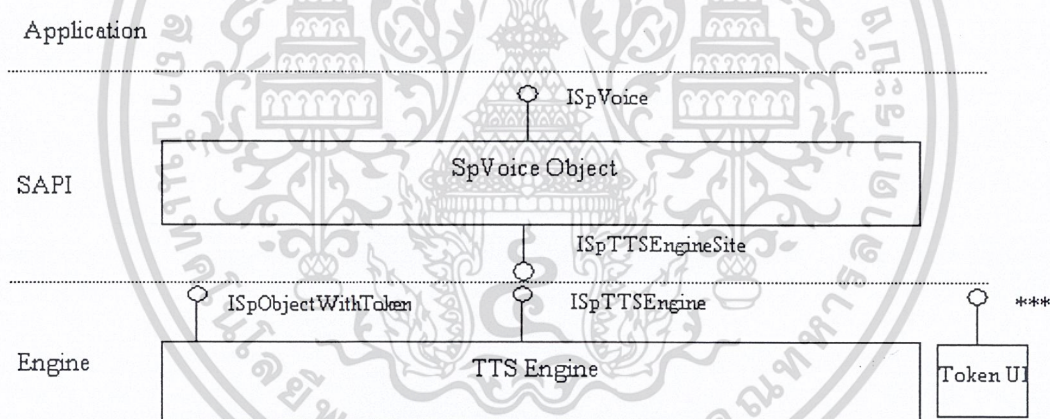 Application
ISpVoice
SpVoice Object
SAPI
ISpTTSEngineSite
ISpObjectWithToken
ISpTTSEngine
***
Engine
TTS Engine
Token UI